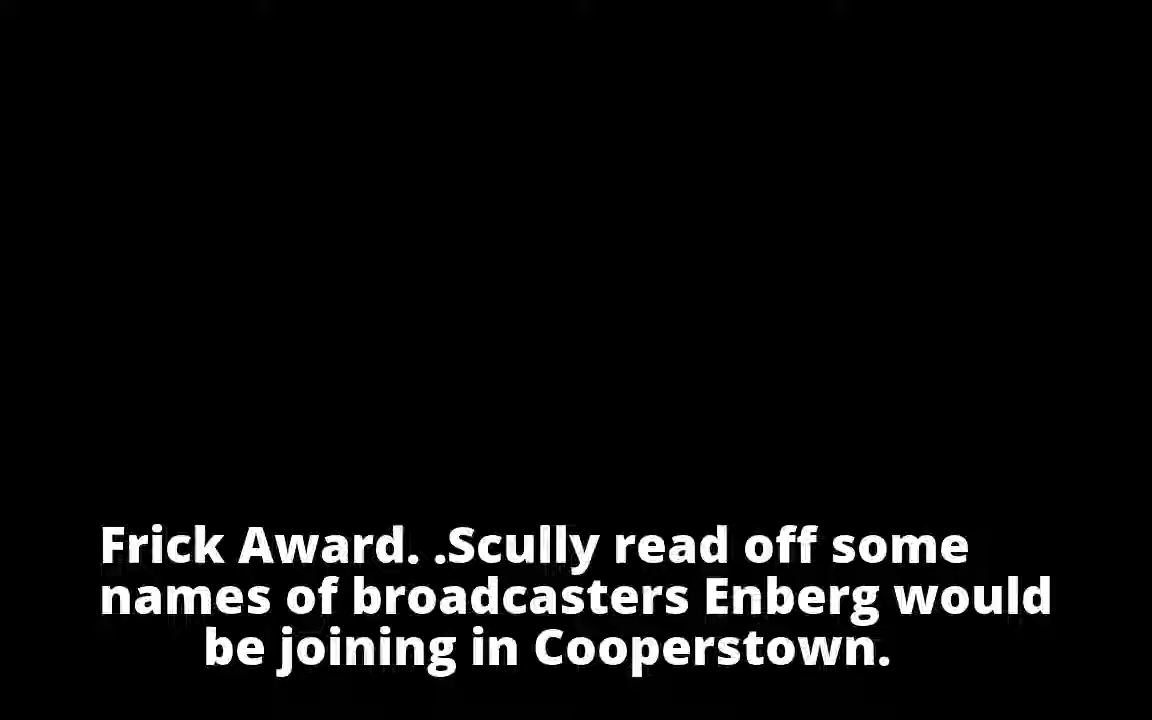 Frick Award. .Scully read off some
names of broadcasters Enberg would
be joining in Cooperstown.